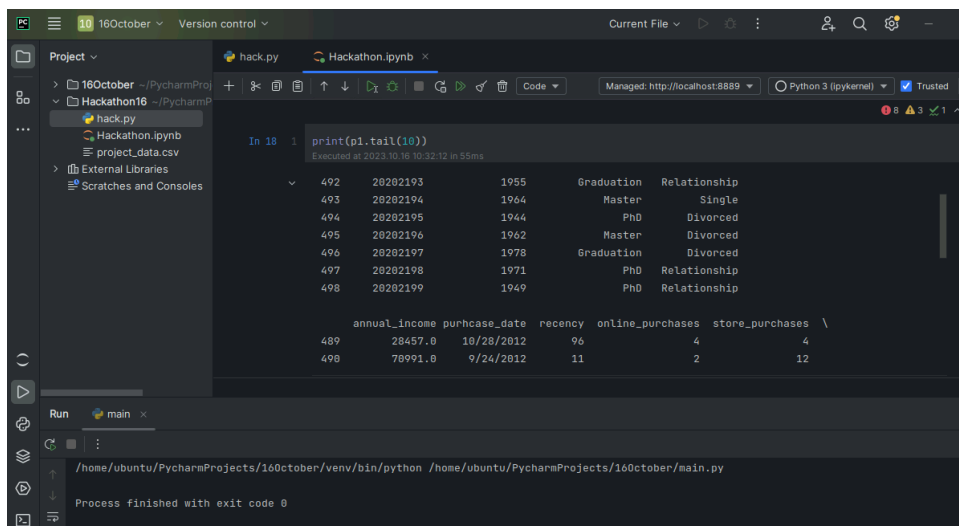 PC 10 16October Version control Current File
Project hack.py Hackathon.ipynb
16October ~/PycharmProj Code Managed: http://localhost:8889 Python 3 (ipykernel) Trusted
Hackathon16 ~/PycharmP
8 3 1
hack.py
Hackathon.ipynb
project_data.csv
External Libraries
Scratches and Consoles
In 18 1 print(p1.tail(10))
Executed at 2023.10.16 10:32:12 in 55ms
492 20202193 1955 Graduation Relationship
493 20202194 1964 Master Single
494 20202195 1944 PhD Divorced
495 20202196 1962 Master Divorced
496 20202197 1978 Graduation Divorced
497 20202198 1971 PhD Relationship
498 20202199 1949 PhD Relationship
annual_income purhcase_date recency online_purchases store_purchases \
489 28457.0 10/28/2012 96 4 4
490 70991.0 9/24/2012 11 2 12
Run main
/home/ubuntu/PycharmProjects/16October/venv/bin/python /home/ubuntu/PycharmProjects/16October/main.py
Process finished with exit code 0